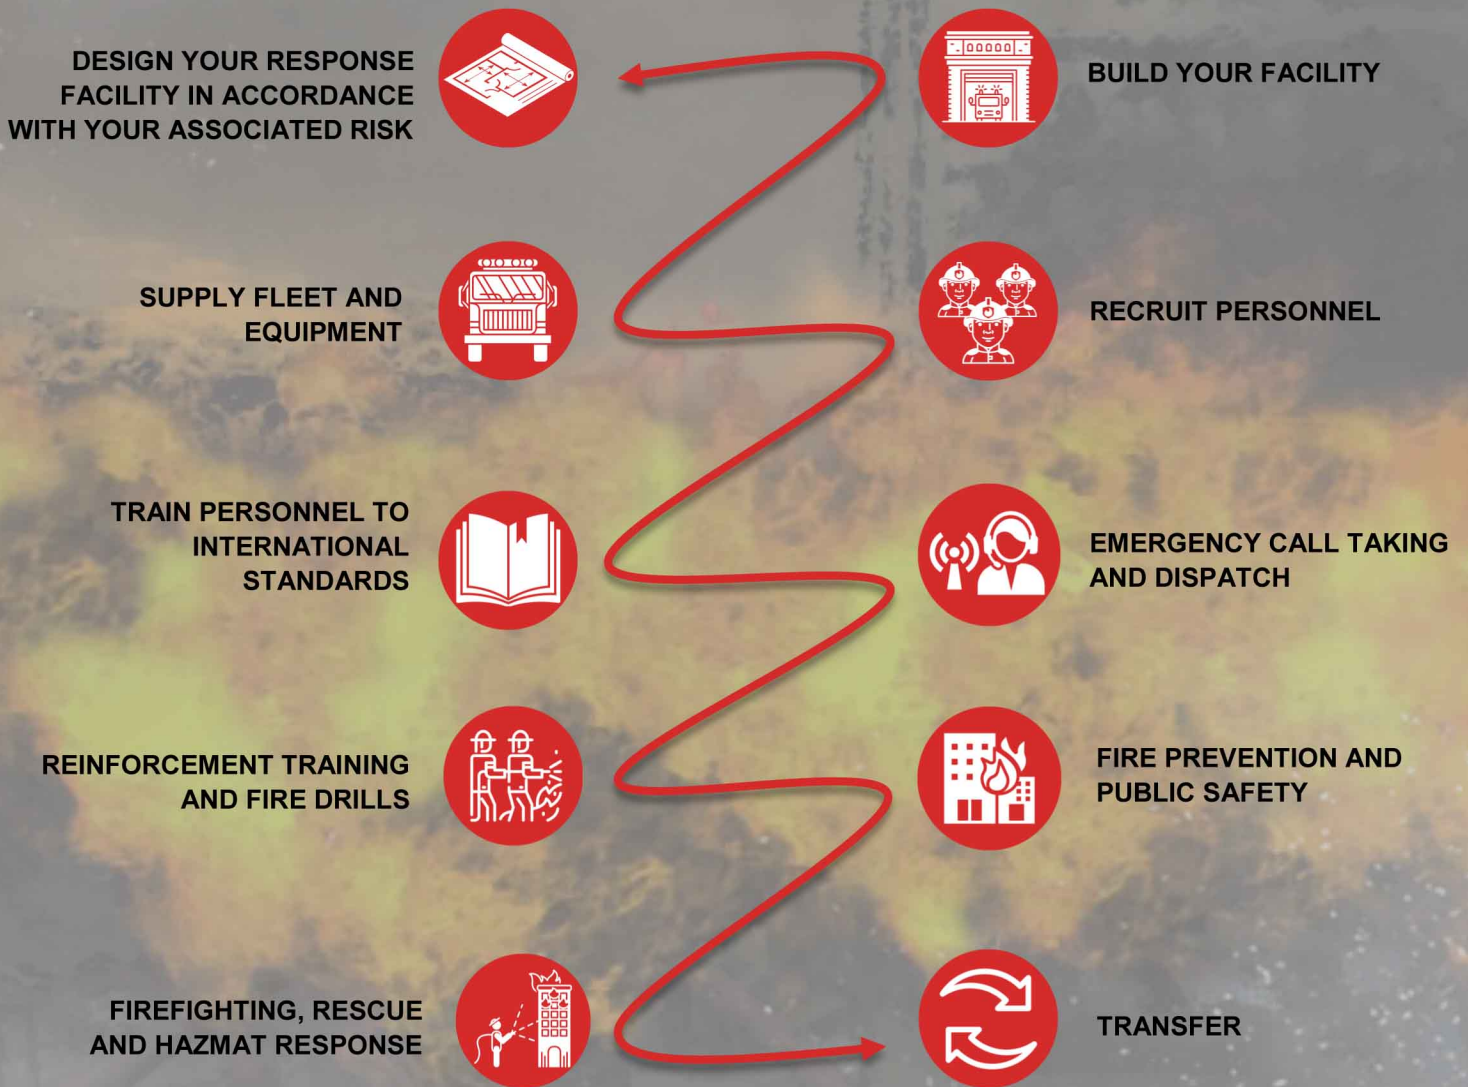 DESIGN YOUR RESPONSE
FACILITY IN ACCORDANCE
WITH YOUR ASSOCIATED RISK
BUILD YOUR FACILITY
SUPPLY FLEET AND
EQUIPMENT
RECRUIT PERSONNEL
TRAIN PERSONNEL TO
INTERNATIONAL
STANDARDS
EMERGENCY CALL TAKING
AND DISPATCH
REINFORCEMENT TRAINING
AND FIRE DRILLS
FIRE PREVENTION AND
PUBLIC SAFETY
FIREFIGHTING, RESCUE
AND HAZMAT RESPONSE
TRANSFER